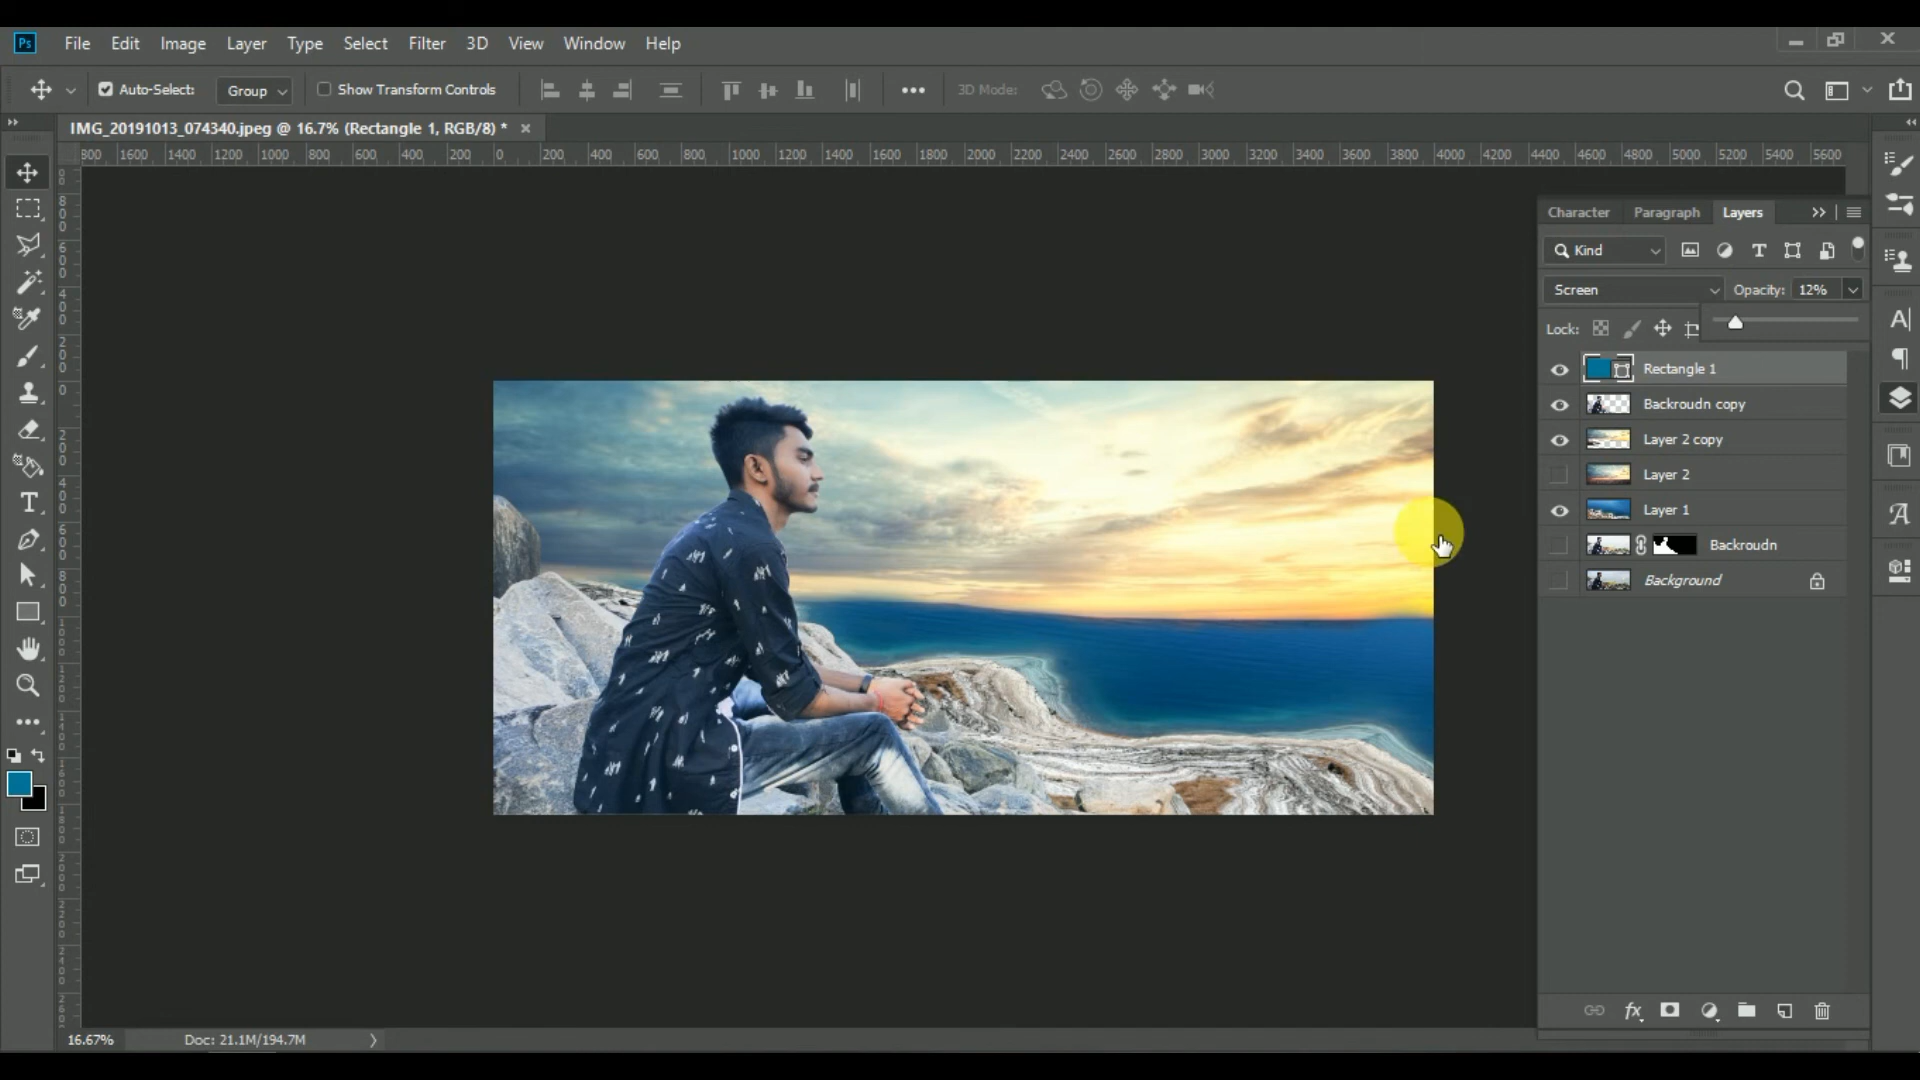 Ps File Edit Image Layer Type Select Filter 3D View Window Help
Auto-Select: Group Show Transform Controls 3D Mode:
IMG_20191013_074340.jpeg @ 16.7% (Rectangle 1, RGB/8) * ×
800 1600 1400 1200 1000 800 600 400 200 0 200 400 600 800 1000 1200 1400 1600 1800 2000 2200 2400 2600 2800 3000 3200 3400 3600 3800 4000 4200 4400 4600 4800 5000 5200 5400 5600
Character Paragraph Layers
Kind
Screen Opacity: 12%
Lock:
Rectangle 1
Backroudn copy
Layer 2 copy
Layer 2
Layer 1
Backroudn
Background
16.67% Doc: 21.1M/194.7M